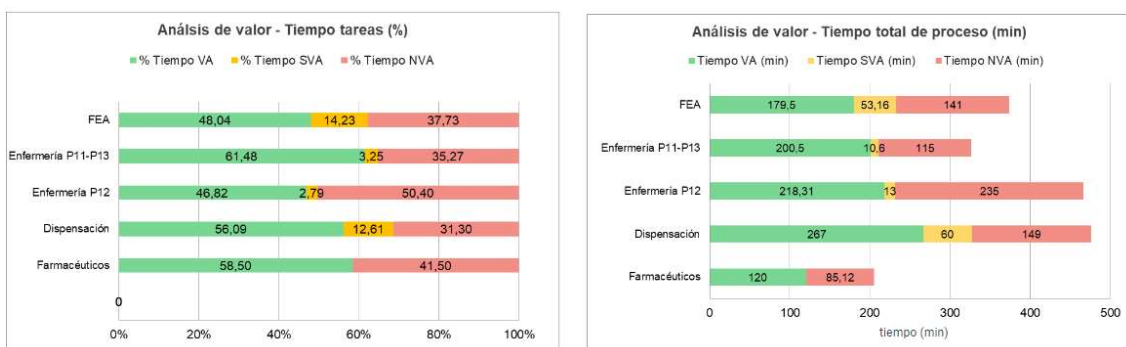 Análsis de valor - Tiempo tareas (%)
% Tiempo VA % Tiempo SVA % Tiempo NVA
FEA 48,04 14,23 37,73
Enfermería P11-P13 61,48 3,25 35,27
Enfermería P12 46,82 2,79 50,40
Dispensación 56,09 12,61 31,30
Farmacéuticos 58,50 41,50
0
0% 20% 40% 60% 80% 100%
Análisis de valor - Tiempo total de proceso (min)
Tiempo VA (min) Tiempo SVA (min) Tiempo NVA (min)
FEA 179,5 53,16 141
Enfermería P11-P13 200,5 10,6 115
Enfermería P12 218,31 13 235
Dispensación 267 60 149
Farmacéuticos 120 85,12
0 100 200 300 400 500
tiempo (min)